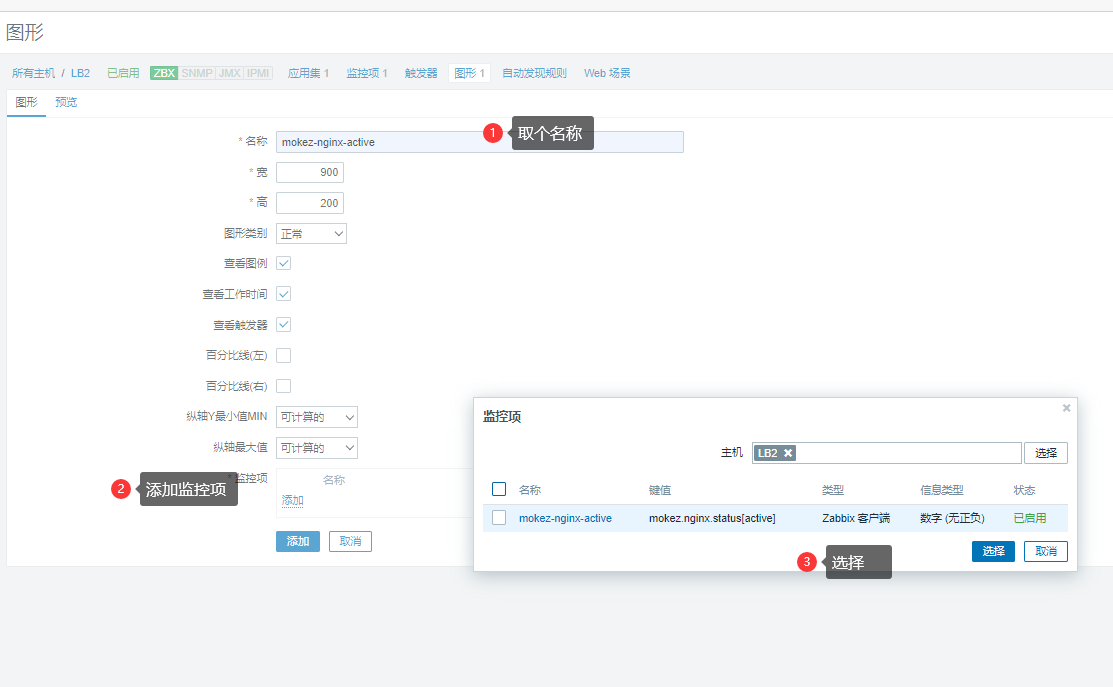 图形
所有主机 / LB2 已启用 ZBX SNMP JMX IPMI 应用集 1 监控项 1 触发器 图形 1 自动发现规则 Web 场景
图形 预览
* 名称 mokez-nginx-active
1 取个名称
* 宽 900
* 高 200
图形类别 正常
查看图例
查看工作时间
查看触发器
百分比线(左)
百分比线(右)
纵轴Y最小值MIN 可计算的
纵轴最大值 可计算的
* 监控项 名称
2 添加监控项
添加
添加 取消
监控项
主机 LB2 选择
名称 键值 类型 信息类型 状态
mokez-nginx-active mokez.nginx.status[active] Zabbix 客户端 数字 (无正负) 已启用
选择 取消
3 选择